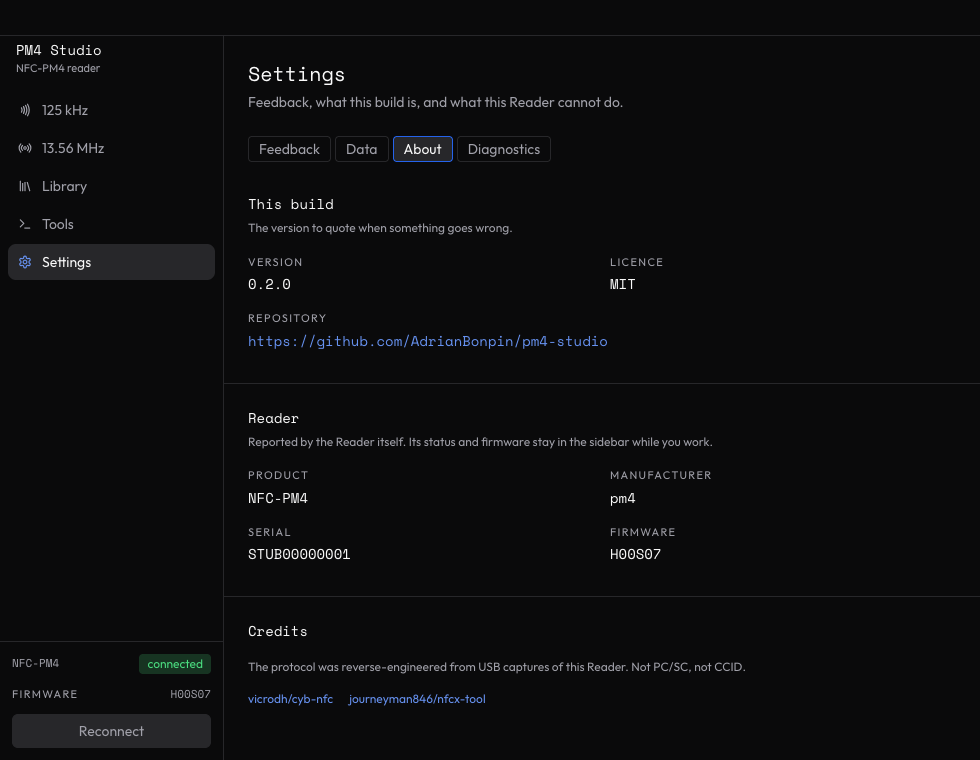 PM4 Studio
NFC-PM4 reader
125 kHz
13.56 MHz
Library
Tools
Settings
NFC-PM4
connected
FIRMWARE
H00S07
Reconnect
Settings
Feedback, what this build is, and what this Reader cannot do.
Feedback
Data
About
Diagnostics
This build
The version to quote when something goes wrong.
VERSION
0.2.0
LICENCE
MIT
REPOSITORY
https://github.com/AdrianBonpin/pm4-studio
Reader
Reported by the Reader itself. Its status and firmware stay in the sidebar while you work.
PRODUCT
NFC-PM4
MANUFACTURER
pm4
SERIAL
STUB00000001
FIRMWARE
H00S07
Credits
The protocol was reverse-engineered from USB captures of this Reader. Not PC/SC, not CCID.
vicrodh/cyb-nfc
journeyman846/nfcx-tool